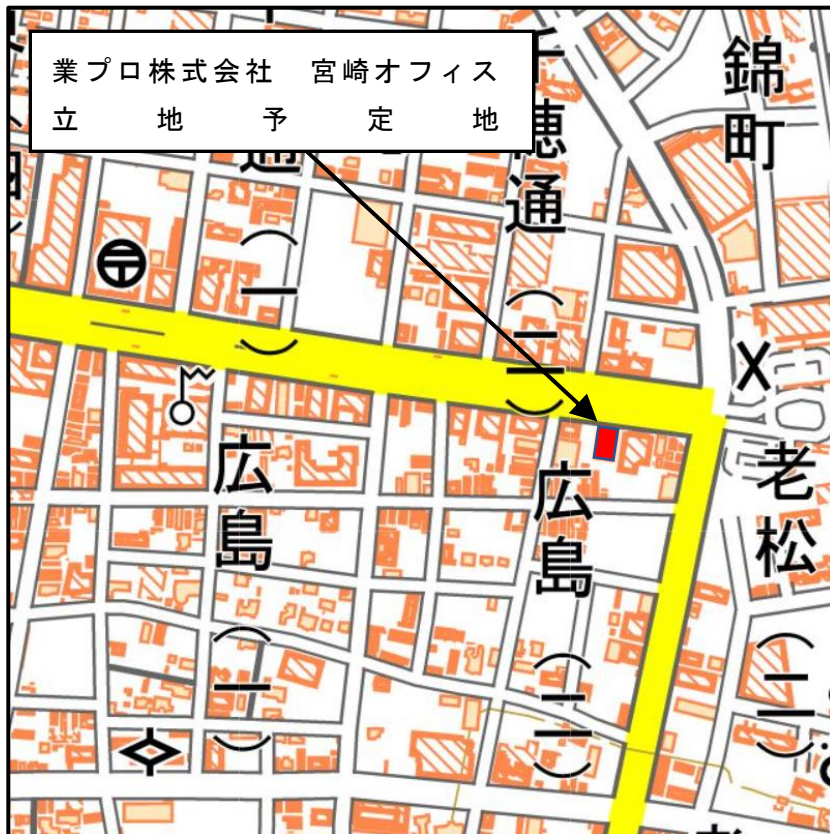 業プロ株式会社 宮崎オフィス
立地予定地
錦町
千穂通(二)
通(一)
広島(一)
広島(二)
老松(二)